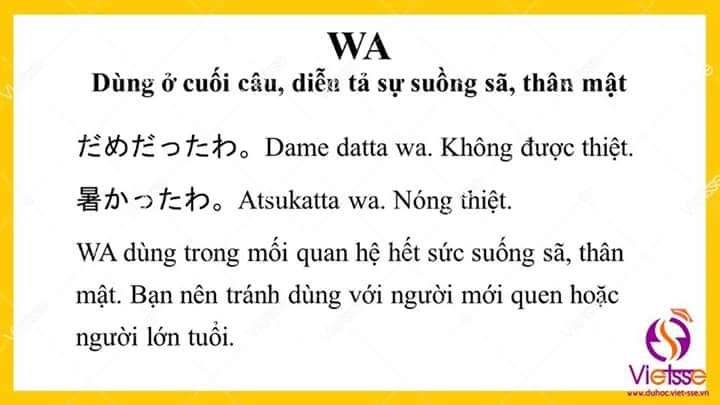 WA
Dùng ở cuối câu, diễn tả sự suồng sã, thân mật
だめだったわ。Dame datta wa. Không được thiệt.
暑かったわ。Atsukatta wa. Nóng thiệt.
WA dùng trong mối quan hệ hết sức suống sã, thân
mật. Bạn nên tránh dùng với người mới quen hoặc
người lớn tuổi.
Vietsse
www.duhoc.viet-sse.vn